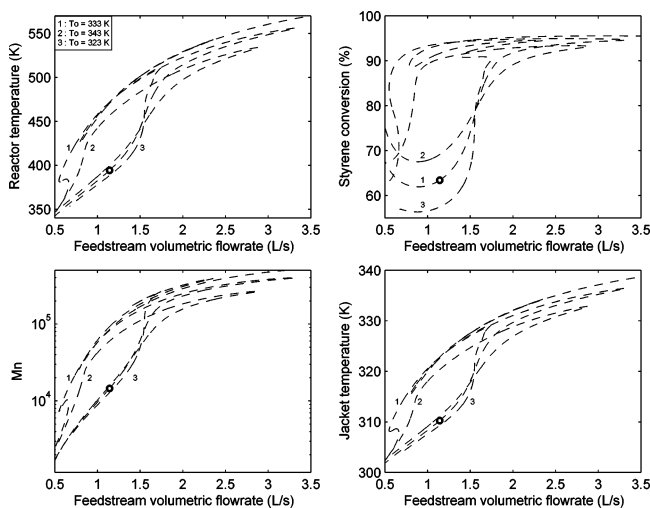 1 : To = 333 K
2 : To = 343 K
3 : To = 323 K
Reactor temperature (K)
550
500
450
400
350
1
2
3
0.5 1 1.5 2 2.5 3 3.5
Feedstream volumetric flowrate (L/s)
Styrene conversion (%)
100
90
80
70
60
2
1
3
0.5 1 1.5 2 2.5 3 3.5
Feedstream volumetric flowrate (L/s)
Mn
10^5
10^4
1
2
3
0.5 1 1.5 2 2.5 3 3.5
Feedstream volumetric flowrate (L/s)
Jacket temperature (K)
340
330
320
310
300
1
2
3
0.5 1 1.5 2 2.5 3 3.5
Feedstream volumetric flowrate (L/s)